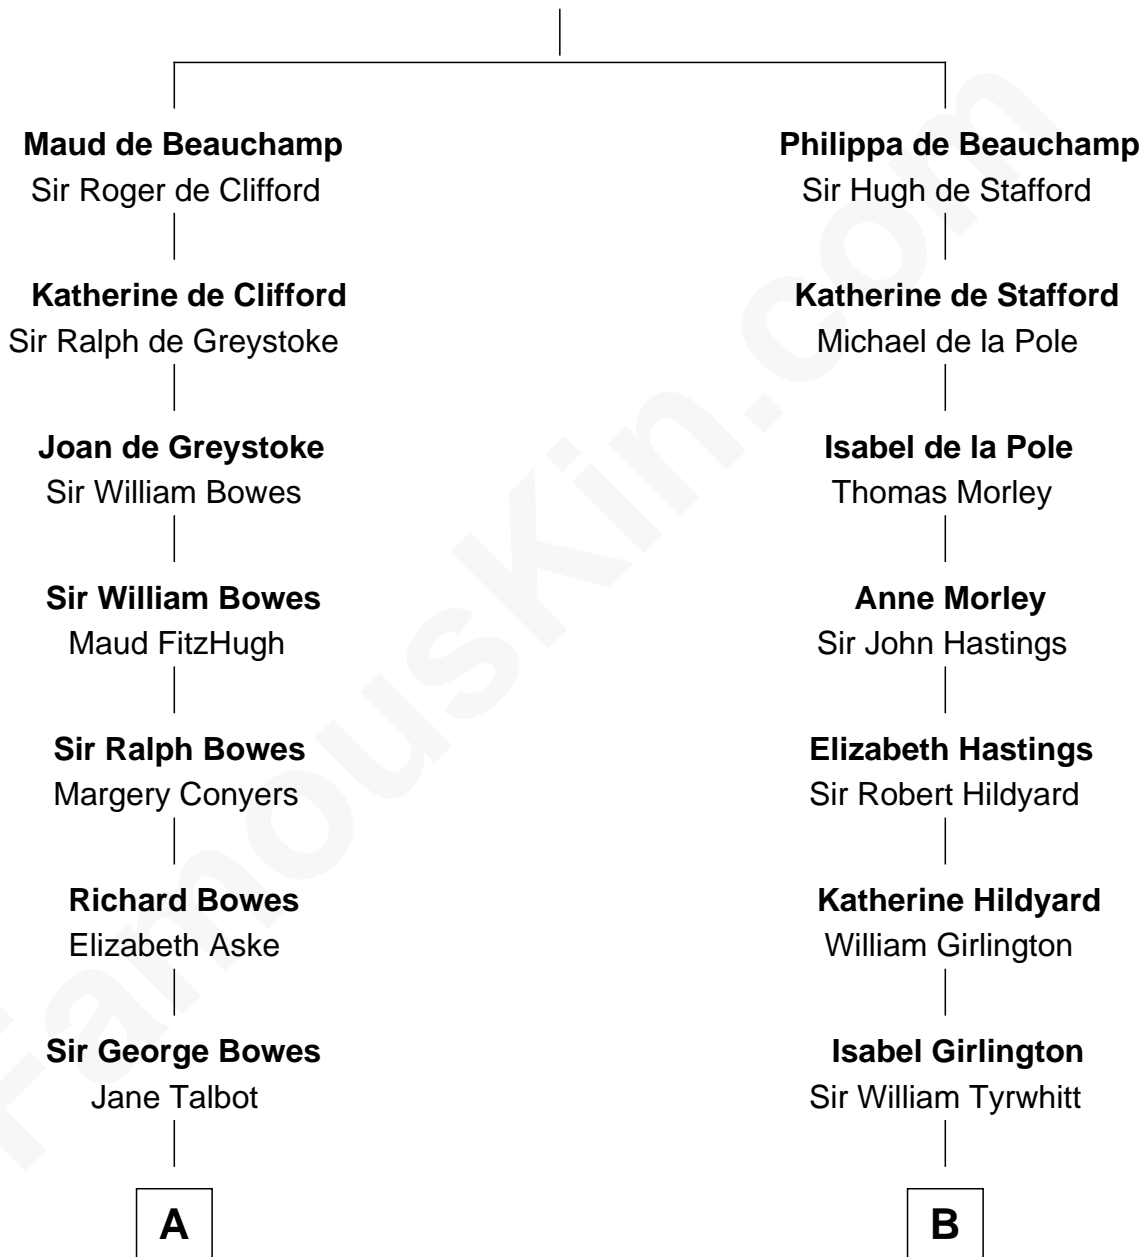 Maud de Beauchamp
Sir Roger de Clifford
Katherine de Clifford
Sir Ralph de Greystoke
Joan de Greystoke
Sir William Bowes
Sir William Bowes
Maud FitzHugh
Sir Ralph Bowes
Margery Conyers
Richard Bowes
Elizabeth Aske
Sir George Bowes
Jane Talbot
A
Philippa de Beauchamp
Sir Hugh de Stafford
Katherine de Stafford
Michael de la Pole
Isabel de la Pole
Thomas Morley
Anne Morley
Sir John Hastings
Elizabeth Hastings
Sir Robert Hildyard
Katherine Hildyard
William Girlington
Isabel Girlington
Sir William Tyrwhitt
B
FamousKin.com